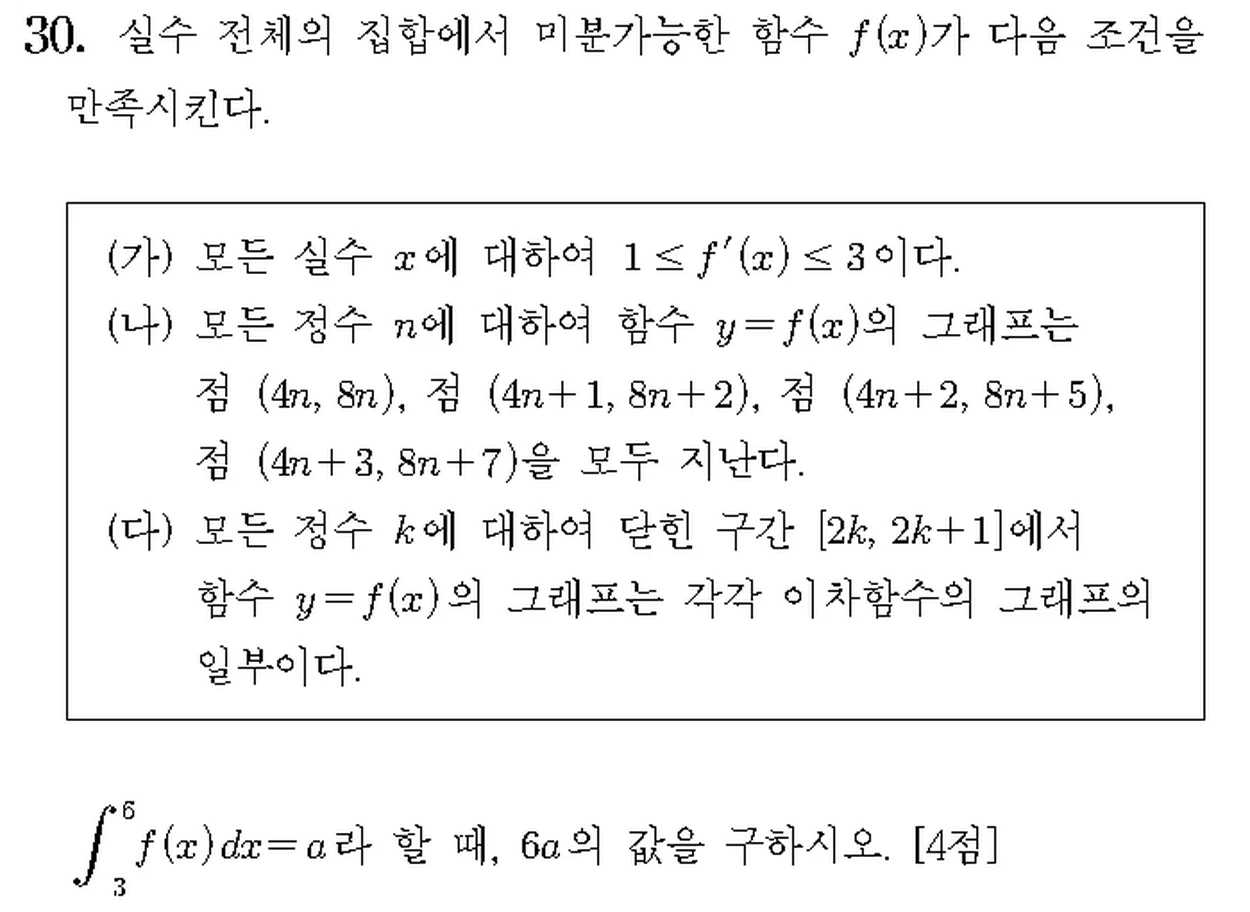 30. 실수 전체의 집합에서 미분가능한 함수 f(x)가 다음 조건을
만족시킨다.
(가) 모든 실수 x에 대하여 1≤f′(x)≤3이다.
(나) 모든 정수 n에 대하여 함수 y=f(x)의 그래프는
점 (4n, 8n), 점 (4n+1, 8n+2), 점 (4n+2, 8n+5),
점 (4n+3, 8n+7)을 모두 지난다.
(다) 모든 정수 k에 대하여 닫힌 구간 [2k, 2k+1]에서
함수 y=f(x)의 그래프는 각각 이차함수의 그래프의
일부이다.
∫₃⁶ f(x)dx=a라 할 때, 6a의 값을 구하시오. [4점]